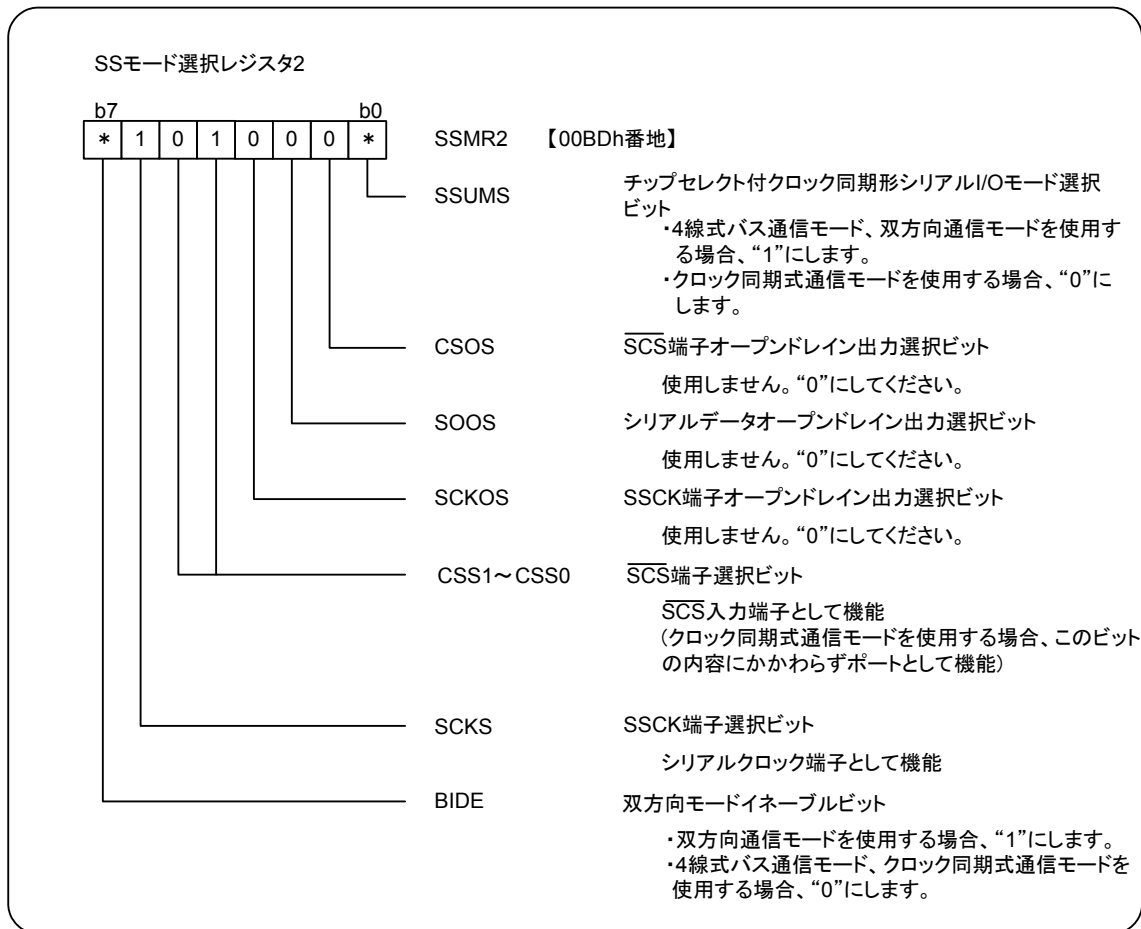 SSモード選択レジスタ2
b7 b0
* 1 0 1 0 0 0 *
SSMR2 【00BDh番地】
SSUMS チップセレクト付クロック同期形シリアルI/Oモード選択
ビット
・4線式バス通信モード、双方向通信モードを使用す
る場合、“1”にします。
・クロック同期式通信モードを使用する場合、“0”に
します。
CSOS SCS端子オープンドレイン出力選択ビット
使用しません。“0”にしてください。
SOOS シリアルデータオープンドレイン出力選択ビット
使用しません。“0”にしてください。
SCKOS SSCK端子オープンドレイン出力選択ビット
使用しません。“0”にしてください。
CSS1～CSS0 SCS端子選択ビット
SCS入力端子として機能
(クロック同期式通信モードを使用する場合、このビット
の内容にかかわらずポートとして機能)
SCKS SSCK端子選択ビット
シリアルクロック端子として機能
BIDE 双方向モードイネーブルビット
・双方向通信モードを使用する場合、“1”にします。
・4線式バス通信モード、クロック同期式通信モードを
使用する場合、“0”にします。